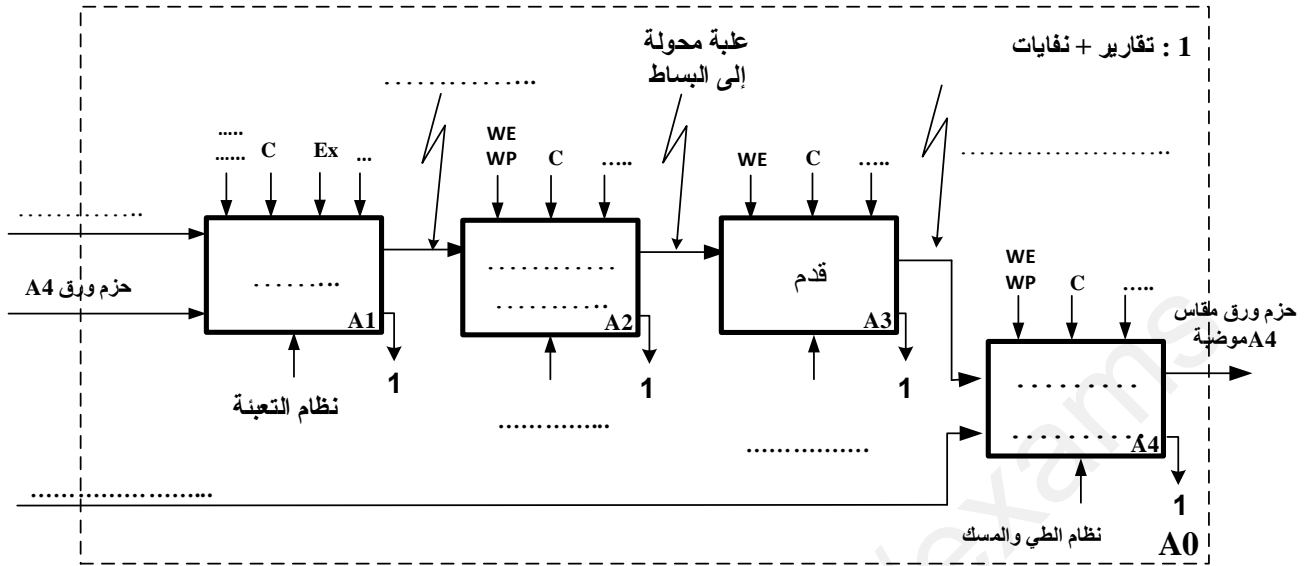 1 : تقارير + نفايات
علبة محولة
إلى البساط
..................
.....
......
C
Ex
...
WE
WP
C
.....
WE
C
.....
.........................
...............
حزم ورق A4
.........
A1
............
...........
A2
قدم
A3
WE
WP
C
.....
حزم ورق مقاس
A4موضبة
..........
............
A4
1
1
1
1
نظام التعبئة
................
................
........................
نظام الطي والمسك
A0
exams